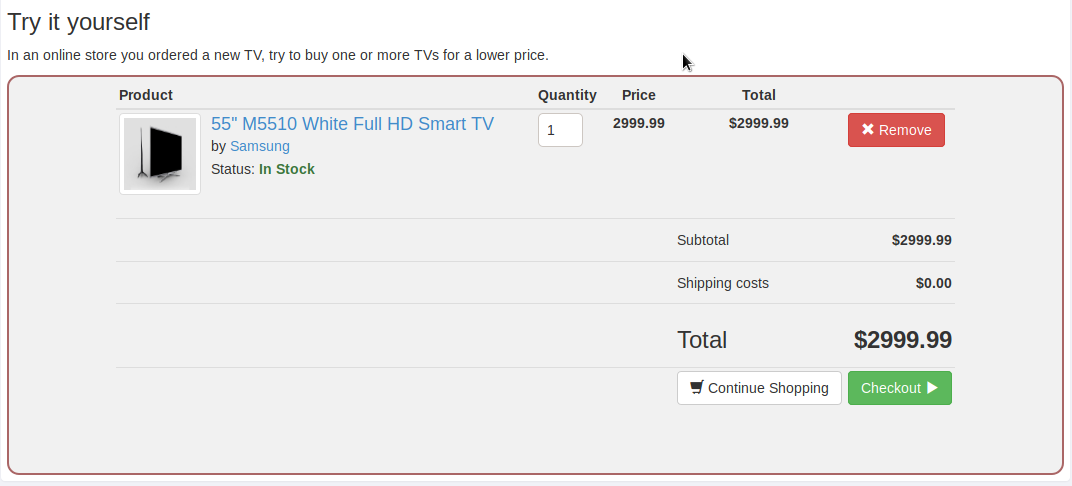 Try it yourself
In an online store you ordered a new TV, try to buy one or more TVs for a lower price.
Product Quantity Price Total
55" M5510 White Full HD Smart TV
1 2999.99 $2999.99 Remove
by Samsung
Status: In Stock
Subtotal $2999.99
Shipping costs $0.00
Total $2999.99
Continue Shopping Checkout